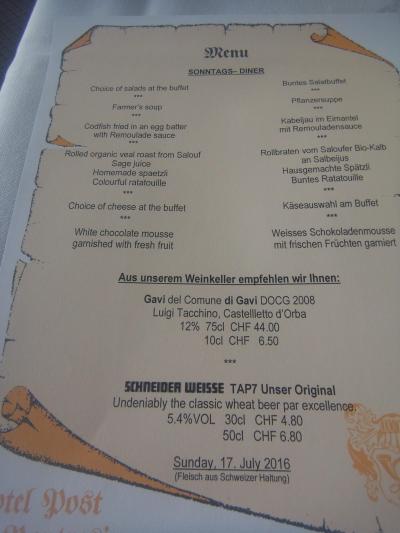 Menu
SONNTAGS– DINER
Choice of salads at the buffet
***
Farmer's soup
***
Codfish fried in an egg batter
with Remoulade sauce
***
Rolled organic veal roast from Salouf
Sage juice
Homemade spaetzli
Colourful ratatouille
***
Choice of cheese at the buffet
***
White chocolate mousse
garnished with fresh fruit
Buntes Salatbuffet
***
Pflanzersuppe
***
Kabeljau im Eimantel
mit Remouladensauce
***
Rollbraten vom Saloufer Bio-Kalb
an Salbeijus
Hausgemachte Spätzli
Buntes Ratatouille
***
Käseauswahl am Buffet
***
Weisses Schokoladenmousse
mit frischen Früchten garniert
Aus unserem Weinkeller empfehlen wir Ihnen:
Gavi del Comune di Gavi DOCG 2008
Luigi Tacchino, Castellletto d'Orba
12% 75cl CHF 44.00
10cl CHF 6.50
***
SCHNEIDER WEISSE TAP7 Unser Original
Undeniably the classic wheat beer par excellence.
5.4%VOL 30cl CHF 4.80
50cl CHF 6.80
Sunday, 17. July 2016
(Fleisch aus Schweizer Haltung)
Post